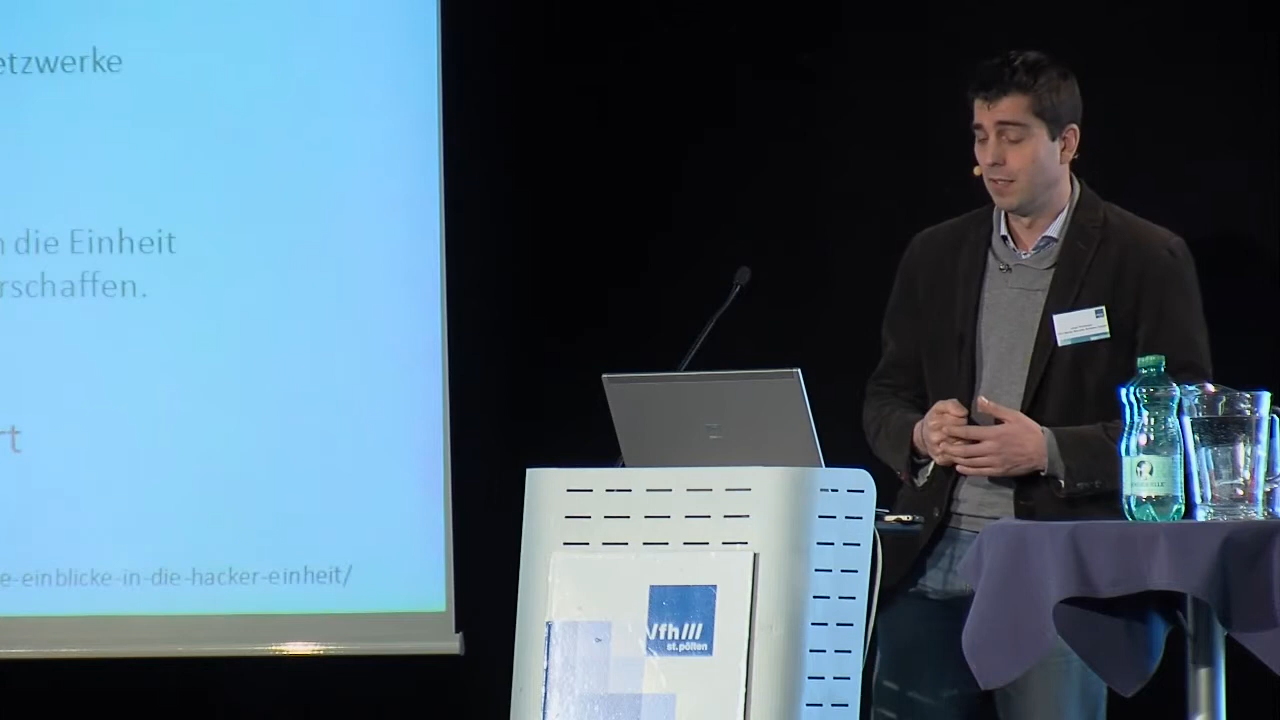 etzwerke
n die Einheit
rschaffen.
rt
e-einblicke-in-die-hacker-einheit/
fh///
st.pölten